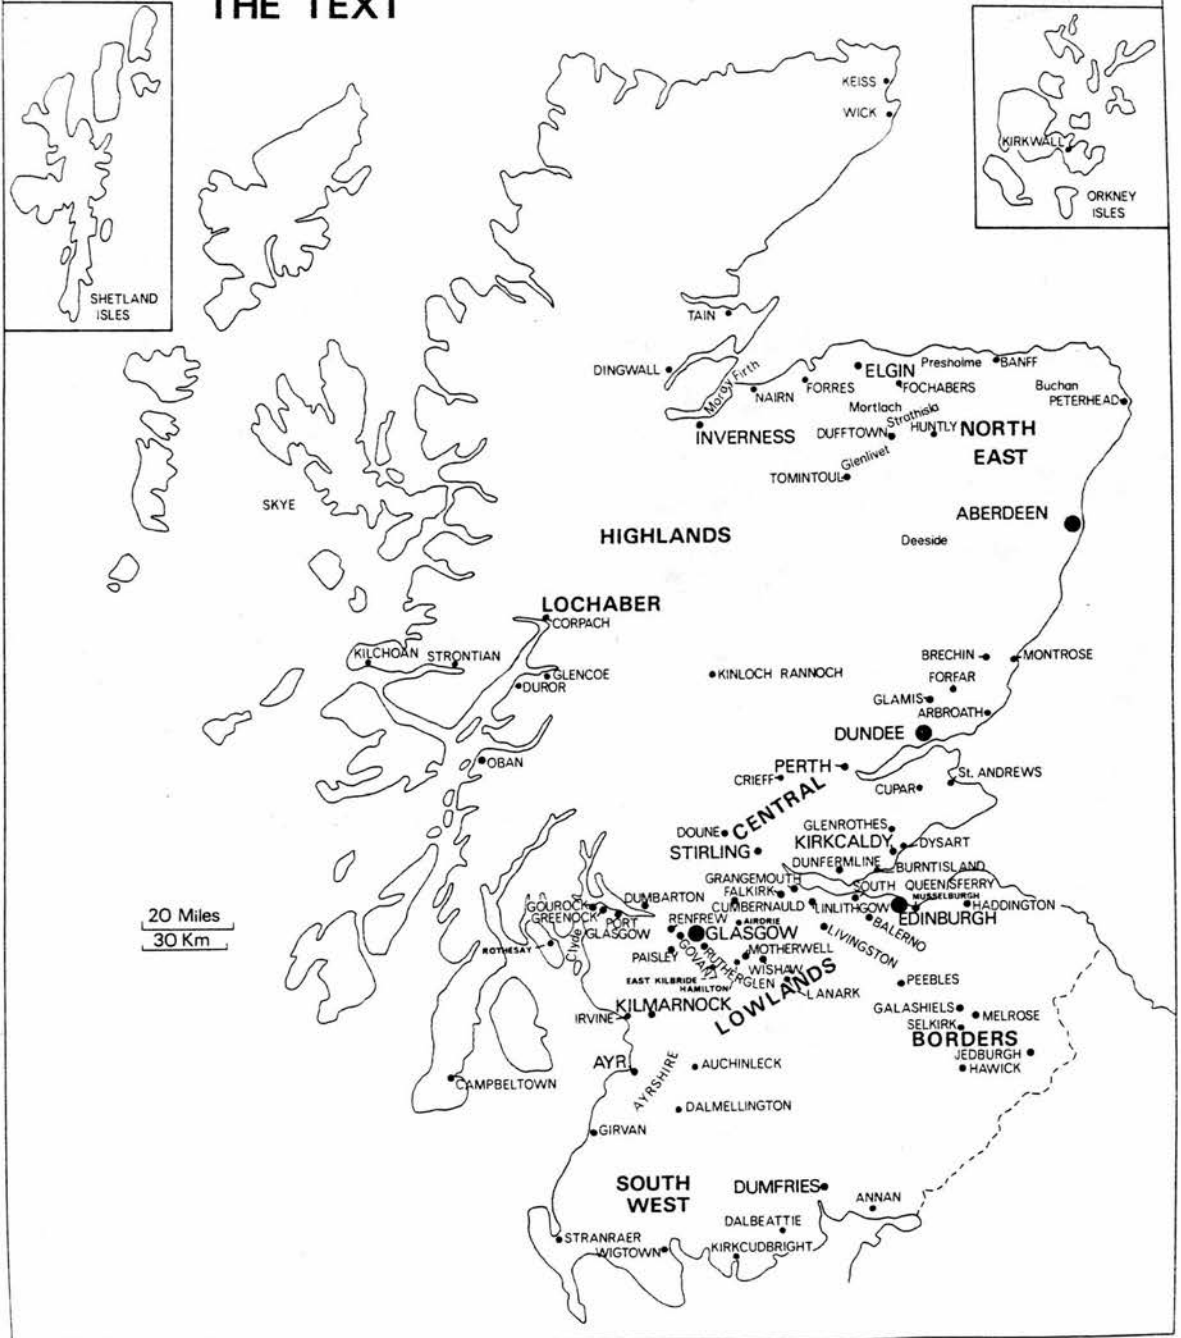 THE TEXT
SHETLAND
ISLES
KEISS
WICK
KIRKWALL
ORKNEY
ISLES
TAIN
DINGWALL
Moray Firth
NAIRN
FORRES
ELGIN
FOCHABERS
Presholme
BANFF
Buchan
PETERHEAD
INVERNESS
Mortlach
Strathisla
DUFFTOWN
HUNTLY
NORTH
EAST
Glenlivet
TOMINTOUL
SKYE
HIGHLANDS
ABERDEEN
Deeside
LOCHABER
CORPACH
KILCHOAN
STRONTIAN
GLENCOE
DUROR
KINLOCH RANNOCH
BRECHIN
MONTROSE
FORFAR
GLAMIS
ARBROATH
DUNDEE
OBAN
PERTH
CRIEFF
St. ANDREWS
CUPAR
CENTRAL
DOUNE
STIRLING
GLENROTHES
KIRKCALDY
DYSART
DUNFERMLINE
BURNTISLAND
GRANGEMOUTH
FALKIRK
SOUTH QUEENSFERRY
MUSSELBURGH
DUMBARTON
CUMBERNAULD
LINLITHGOW
HADDINGTON
EDINBURGH
20 Miles
30 Km
GOUROCK
GREENOCK
PORT
GLASGOW
RENFREW
AIRDRIE
GLASGOW
BALERNO
LIVINGSTON
ROTHESAY
Clyde
PAISLEY
GOVAN
RUTHERGLEN
MOTHERWELL
WISHAW
EAST KILBRIDE
HAMILTON
LANARK
PEEBLES
LOWLANDS
KILMARNOCK
IRVINE
GALASHIELS
MELROSE
SELKIRK
BORDERS
JEDBURGH
HAWICK
AYR
AYRSHIRE
AUCHINLECK
CAMPBELTOWN
DALMELLINGTON
GIRVAN
SOUTH
WEST
DUMFRIES
ANNAN
DALBEATTIE
STRANRAER
WIGTOWN
KIRKCUDBRIGHT